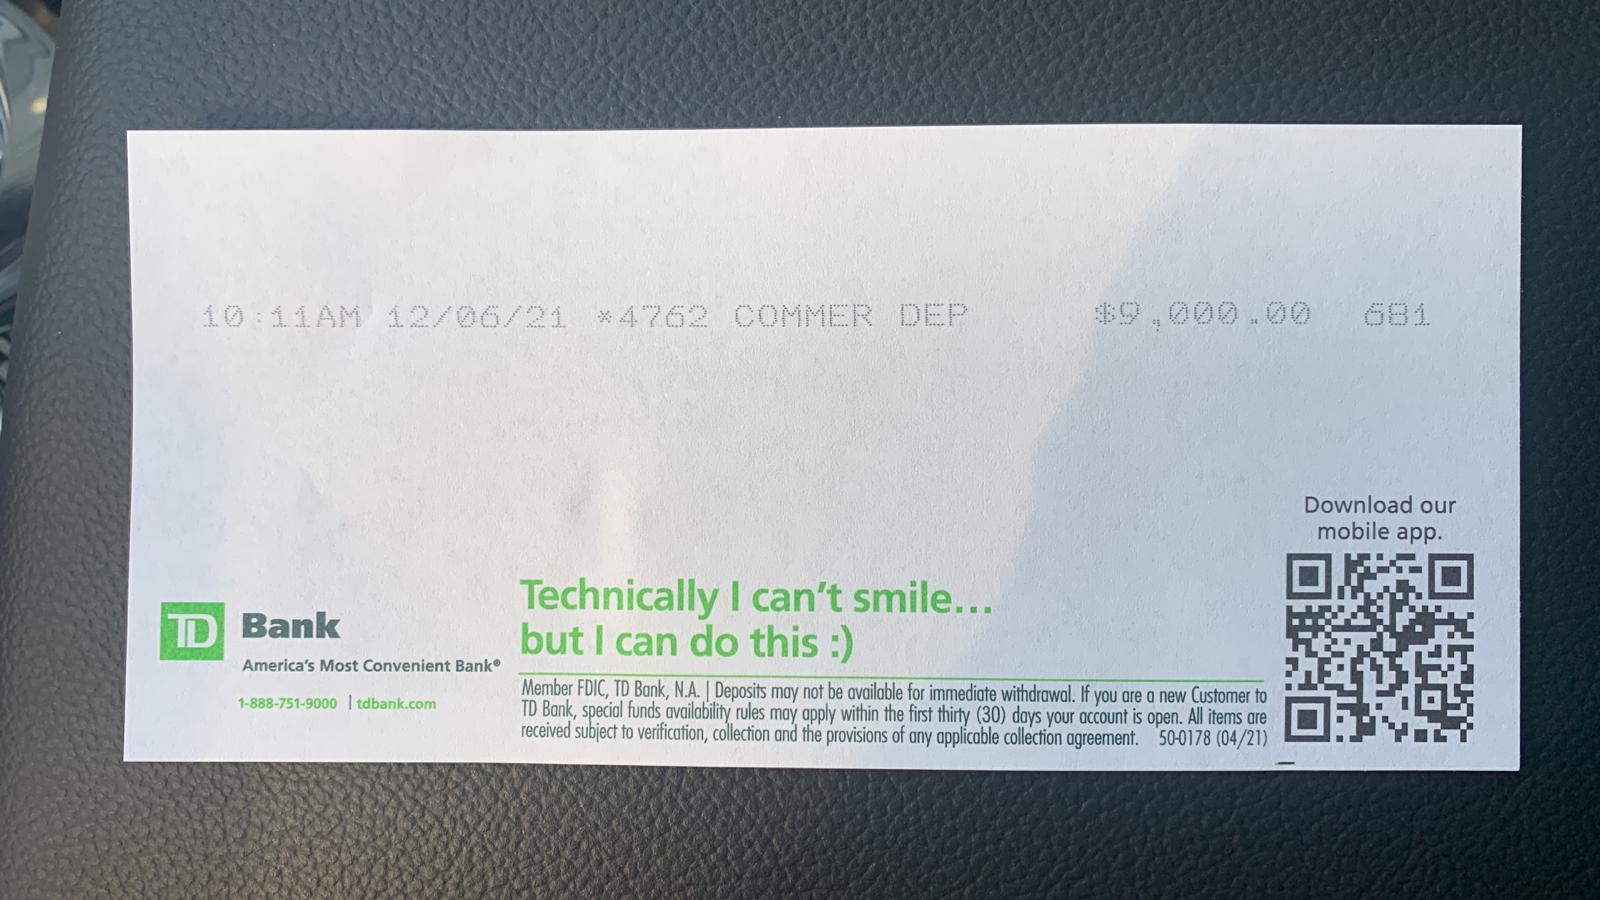 10:11AM 12/06/21 *4762 COMMER DEP $9,000.00 681
Download our
mobile app.
TD Bank
America's Most Convenient Bank®
1-888-751-9000 | tdbank.com
Technically I can't smile...
but I can do this :)
Member FDIC, TD Bank, N.A. | Deposits may not be available for immediate withdrawal. If you are a new Customer to
TD Bank, special funds availability rules may apply within the first thirty (30) days your account is open. All items are
received subject to verification, collection and the provisions of any applicable collection agreement. 50-0178 (04/21)